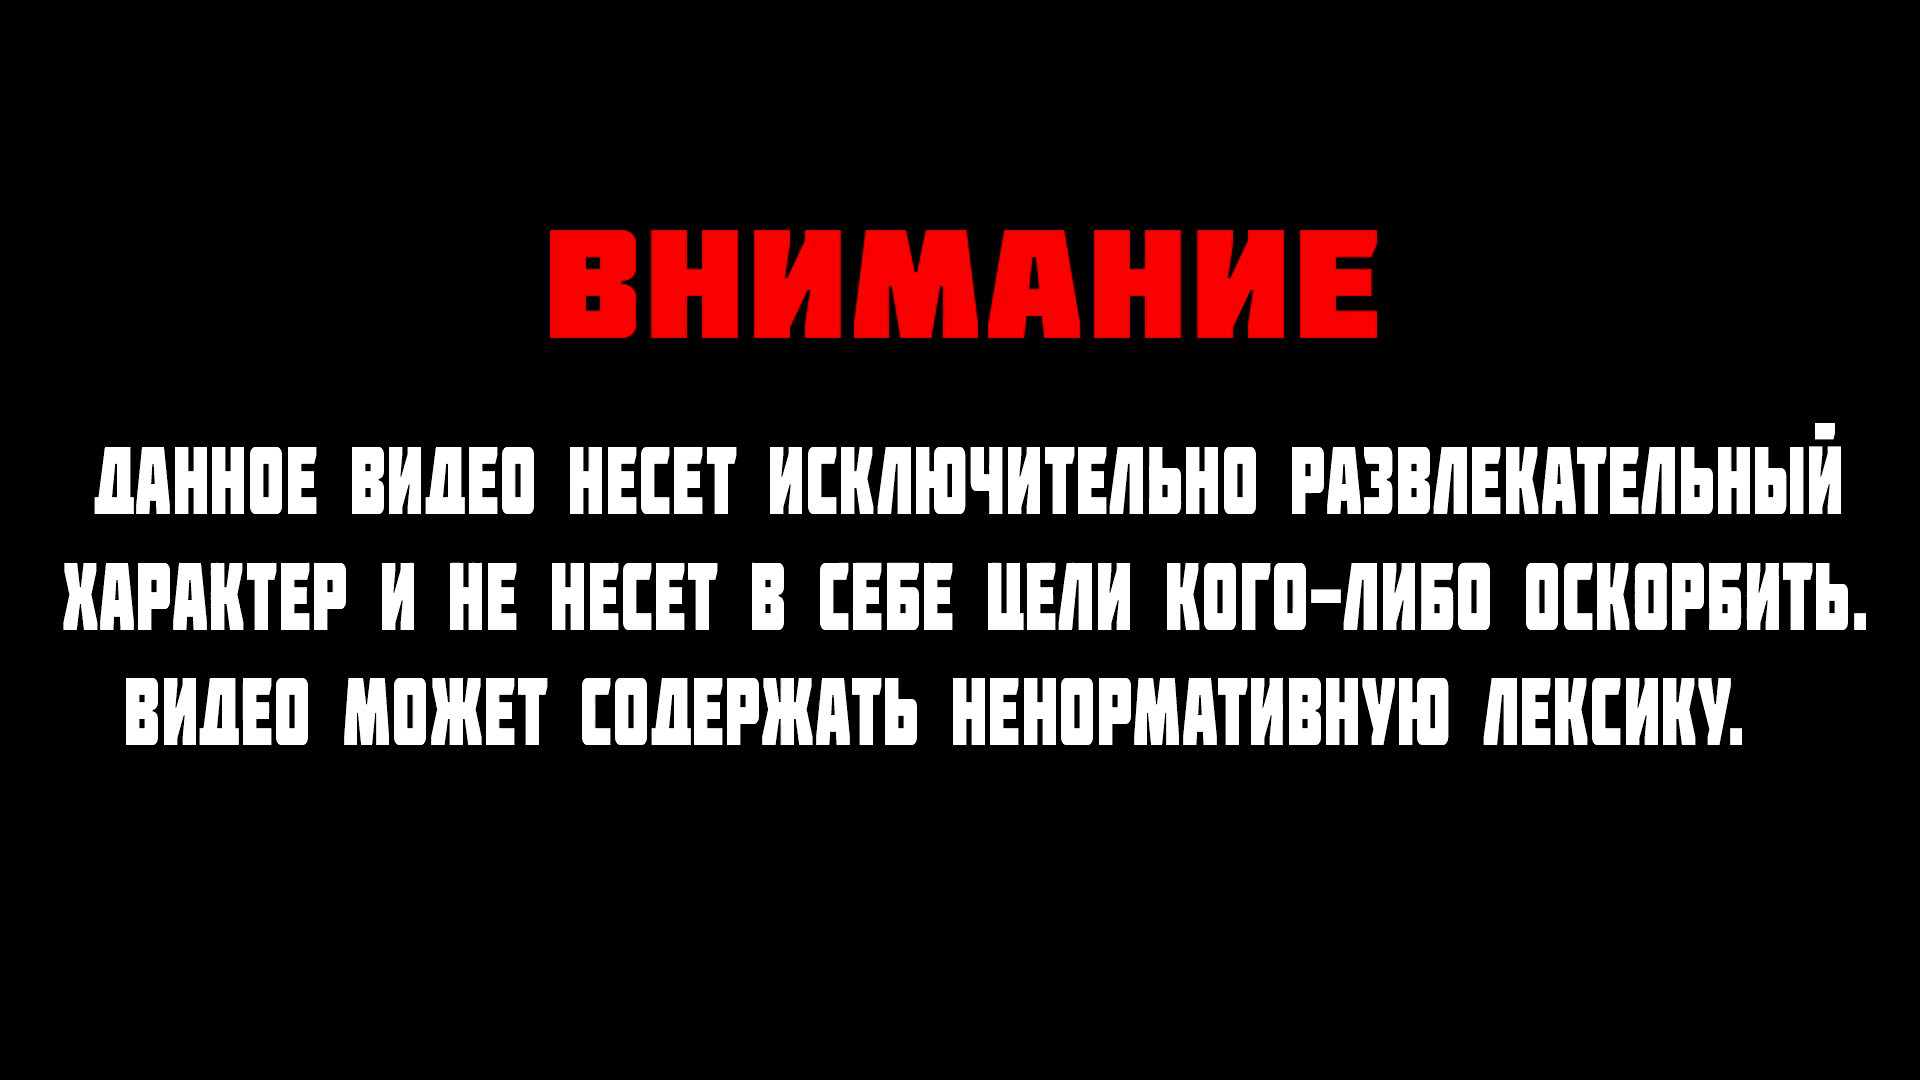 ВНИМАНИЕ
ДАННОЕ ВИДЕО НЕСЕТ ИСКЛЮЧИТЕЛЬНО РАЗВЛЕКАТЕЛЬНЫЙ
ХАРАКТЕР И НЕ НЕСЕТ В СЕБЕ ЦЕЛИ КОГО-ЛИБО ОСКОРБИТЬ.
ВИДЕО МОЖЕТ СОДЕРЖАТЬ НЕНОРМАТИВНУЮ ЛЕКСИКУ.